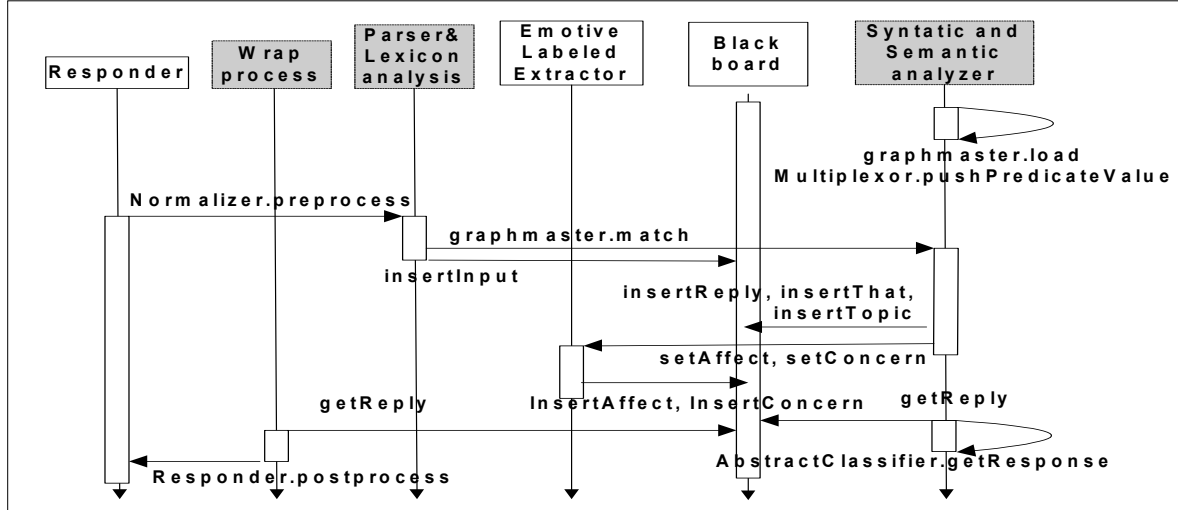 Responder
Wrap
process
Parser&
Lexicon
analysis
Emotive
Labeled
Extractor
Black
board
Syntatic and
Semantic
analyzer
graphmaster.load
Multiplexor.pushPredicateValue
Normalizer.preprocess
graphmaster.match
insertInput
insertReply, insertThat,
insertTopic
setAffect, setConcern
getReply
InsertAffect, InsertConcern
getReply
Responder.postprocess
AbstractClassifier.getResponse